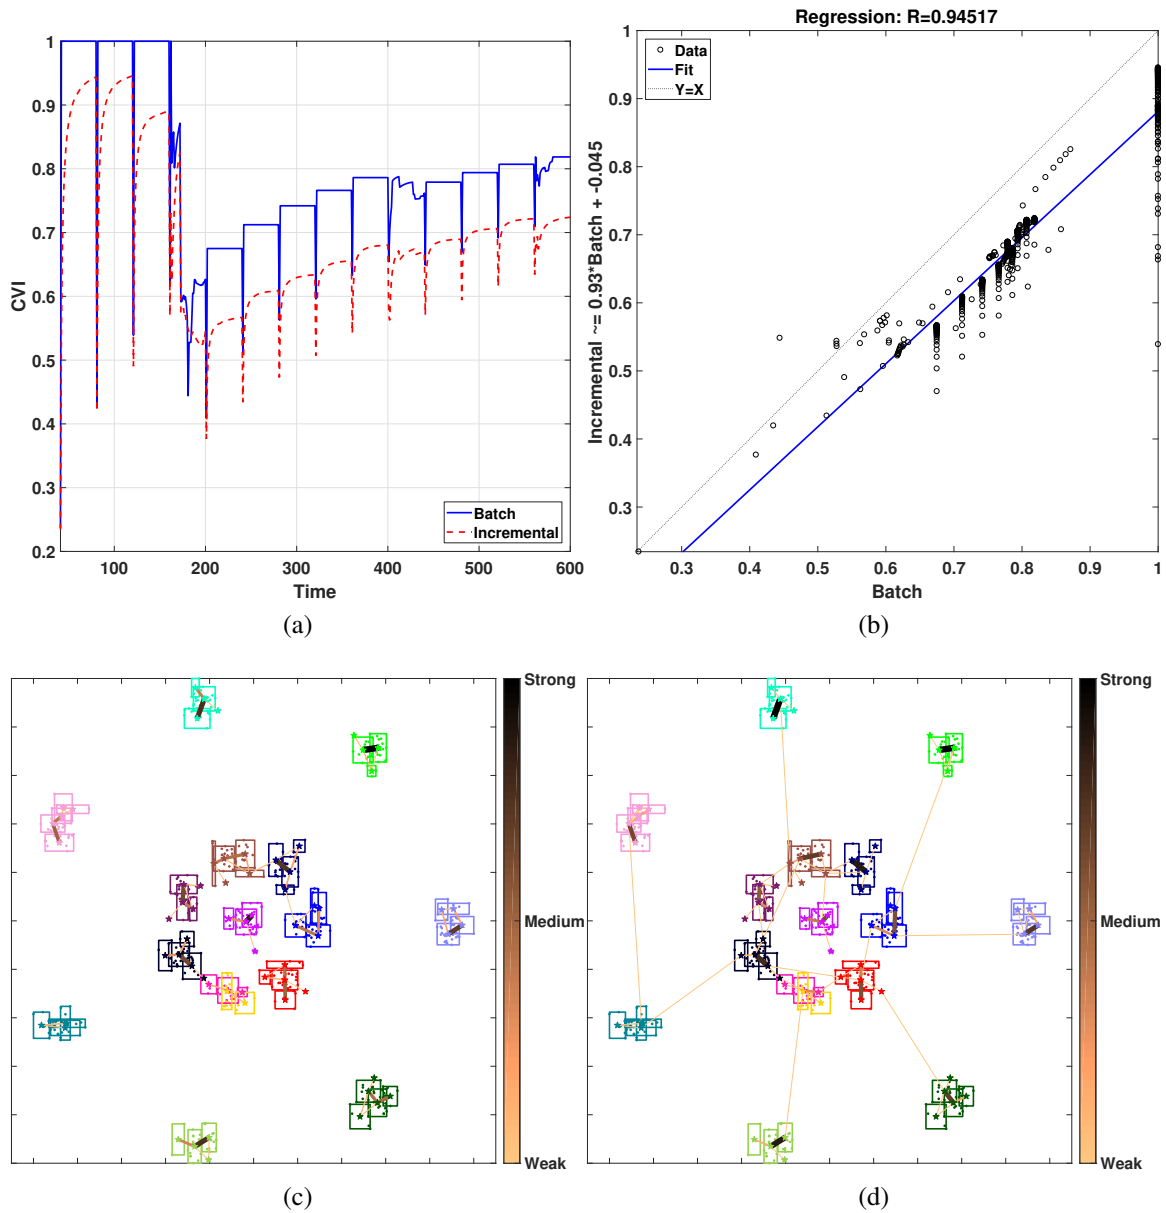 1
0.9
0.8
0.7
0.6
0.5
0.4
0.3
0.2
CVI
100
200
300
400
500
600
Time
Batch
Incremental
(a)
Regression: R=0.94517
1
0.9
0.8
0.7
0.6
0.5
0.4
0.3
Incremental ~= 0.93*Batch + -0.045
Data
Fit
Y=X
0.3
0.4
0.5
0.6
0.7
0.8
0.9
1
Batch
(b)
Strong
Medium
Weak
(c)
Strong
Medium
Weak
(d)